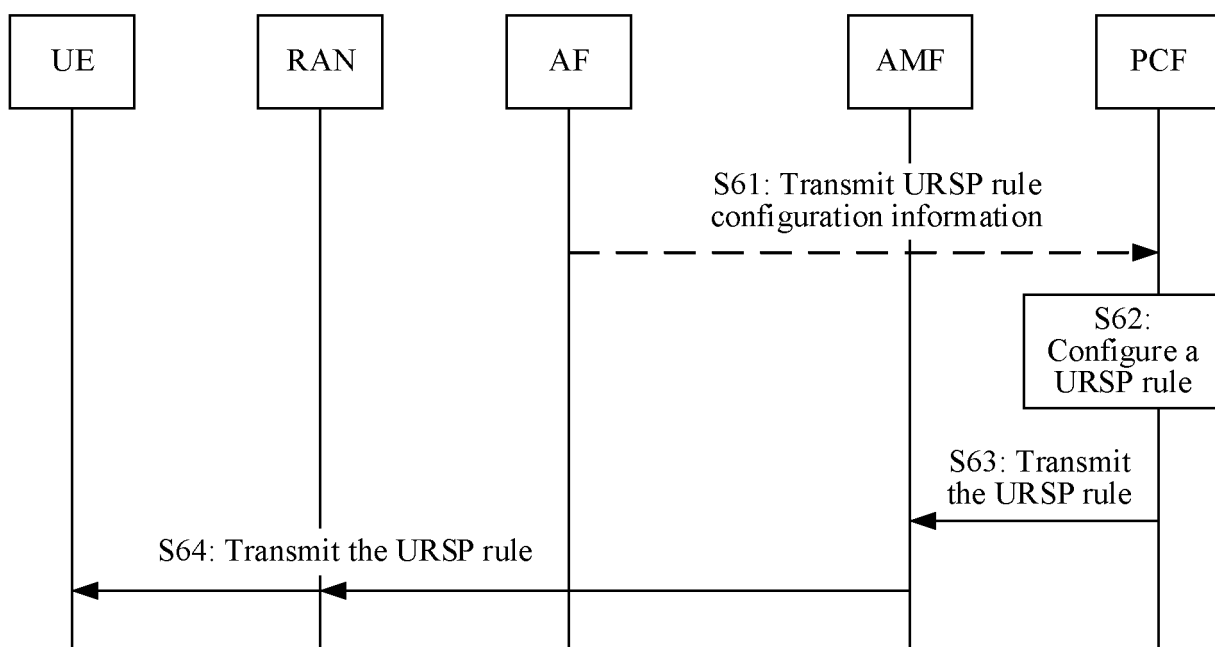 UE
RAN
AF
AMF
PCF
S61: Transmit URSP rule
configuration information
S62:
Configure a
URSP rule
S63: Transmit
the URSP rule
S64: Transmit the URSP rule